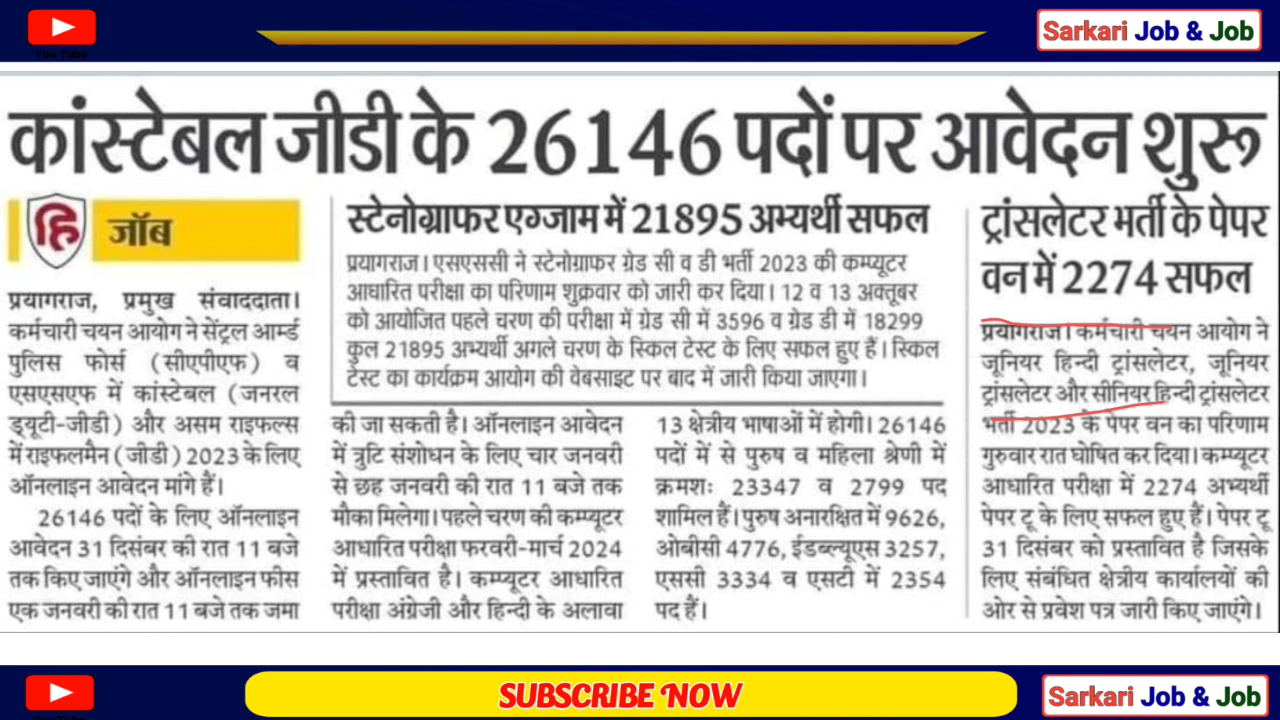 You Tube
Sarkari Job & Job
कांस्टेबल जीडी के 26146 पदों पर आवेदन शुरू
हि
जॉब
प्रयागराज, प्रमुख संवाददाता।
कर्मचारी चयन आयोग ने सेंट्रल आर्म्ड
पुलिस फोर्स (सीएपीएफ) व
एसएसएफ में कांस्टेबल (जनरल
ड्यूटी-जीडी) और असम राइफल्स
में राइफलमैन (जीडी) 2023 के लिए
ऑनलाइन आवेदन मांगे हैं।
26146 पदों के लिए ऑनलाइन
आवेदन 31 दिसंबर की रात 11 बजे
तक किए जाएंगे और ऑनलाइन फीस
एक जनवरी की रात 11 बजे तक जमा
स्टेनोग्राफर एग्जाम में 21895 अभ्यर्थी सफल
प्रयागराज। एसएससी ने स्टेनोग्राफर ग्रेड सी व डी भर्ती 2023 की कम्प्यूटर
आधारित परीक्षा का परिणाम शुक्रवार को जारी कर दिया। 12 व 13 अक्तूबर
को आयोजित पहले चरण की परीक्षा में ग्रेड सी में 3596 व ग्रेड डी में 18299
कुल 21895 अभ्यर्थी अगले चरण के स्किल टेस्ट के लिए सफल हुए हैं। स्किल
टेस्ट का कार्यक्रम आयोग की वेबसाइट पर बाद में जारी किया जाएगा।
की जा सकती है। ऑनलाइन आवेदन
में त्रुटि संशोधन के लिए चार जनवरी
से छह जनवरी की रात 11 बजे तक
मौका मिलेगा। पहले चरण की कम्प्यूटर
आधारित परीक्षा फरवरी-मार्च 2024
में प्रस्तावित है। कम्प्यूटर आधारित
परीक्षा अंग्रेजी और हिन्दी के अलावा
13 क्षेत्रीय भाषाओं में होगी। 26146
पदों में से पुरुष व महिला श्रेणी में
क्रमशः 23347 व 2799 पद
शामिल हैं। पुरुष अनारक्षित में 9626,
ओबीसी 4776, ईडब्ल्यूएस 3257,
एससी 3334 व एसटी में 2354
पद हैं।
ट्रांसलेटर भर्ती के पेपर
वन में 2274 सफल
प्रयागराज। कर्मचारी चयन आयोग ने
जूनियर हिन्दी ट्रांसलेटर, जूनियर
ट्रांसलेटर और सीनियर हिन्दी ट्रांसलेटर
भर्ती 2023 के पेपर वन का परिणाम
गुरुवार रात घोषित कर दिया। कम्प्यूटर
आधारित परीक्षा में 2274 अभ्यर्थी
पेपर टू के लिए सफल हुए हैं। पेपर टू
31 दिसंबर को प्रस्तावित है जिसके
लिए संबंधित क्षेत्रीय कार्यालयों की
ओर से प्रवेश पत्र जारी किए जाएंगे।
SUBSCRIBE NOW
Sarkari Job & Job